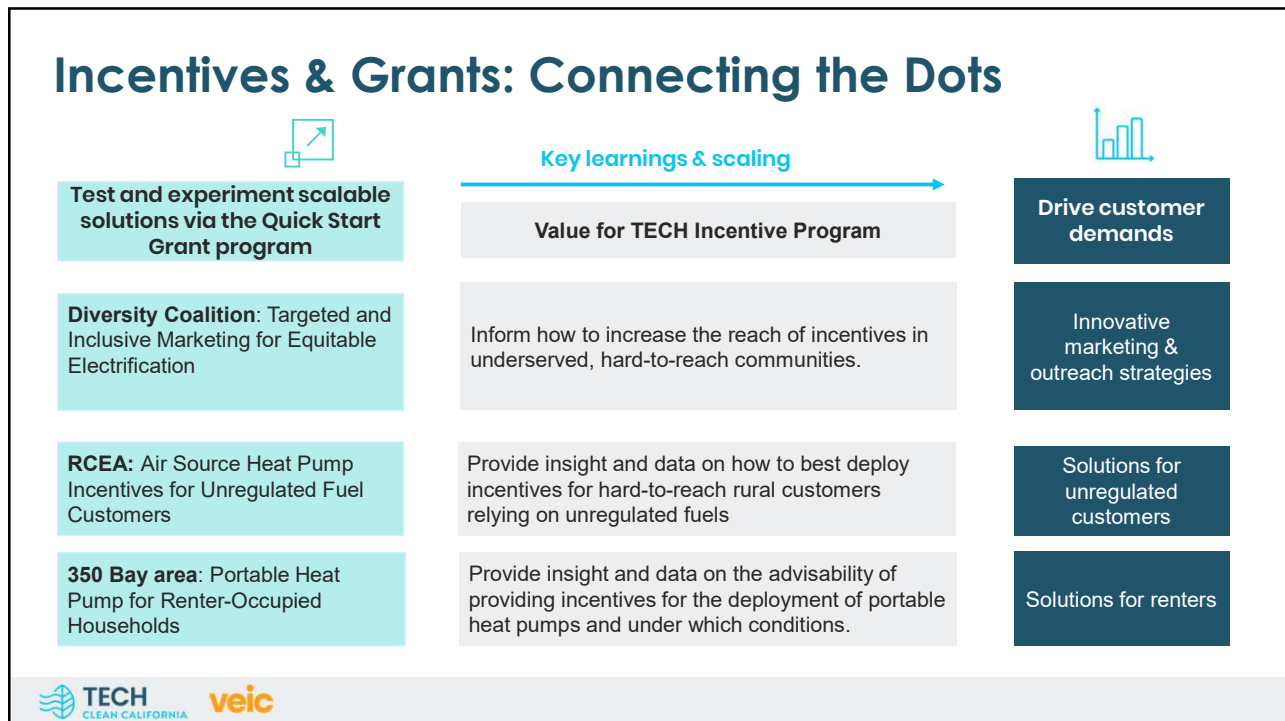 Incentives & Grants: Connecting the Dots
Key learnings & scaling
Test and experiment scalable
solutions via the Quick Start
Grant program
Value for TECH Incentive Program
Drive customer
demands
Diversity Coalition: Targeted and
Inclusive Marketing for Equitable
Electrification
Inform how to increase the reach of incentives in
underserved, hard-to-reach communities.
Innovative
marketing &
outreach strategies
RCEA: Air Source Heat Pump
Incentives for Unregulated Fuel
Customers
Provide insight and data on how to best deploy
incentives for hard-to-reach rural customers
relying on unregulated fuels
Solutions for
unregulated
customers
350 Bay area: Portable Heat
Pump for Renter-Occupied
Households
Provide insight and data on the advisability of
providing incentives for the deployment of portable
heat pumps and under which conditions.
Solutions for renters
TECH
CLEAN CALIFORNIA
veic